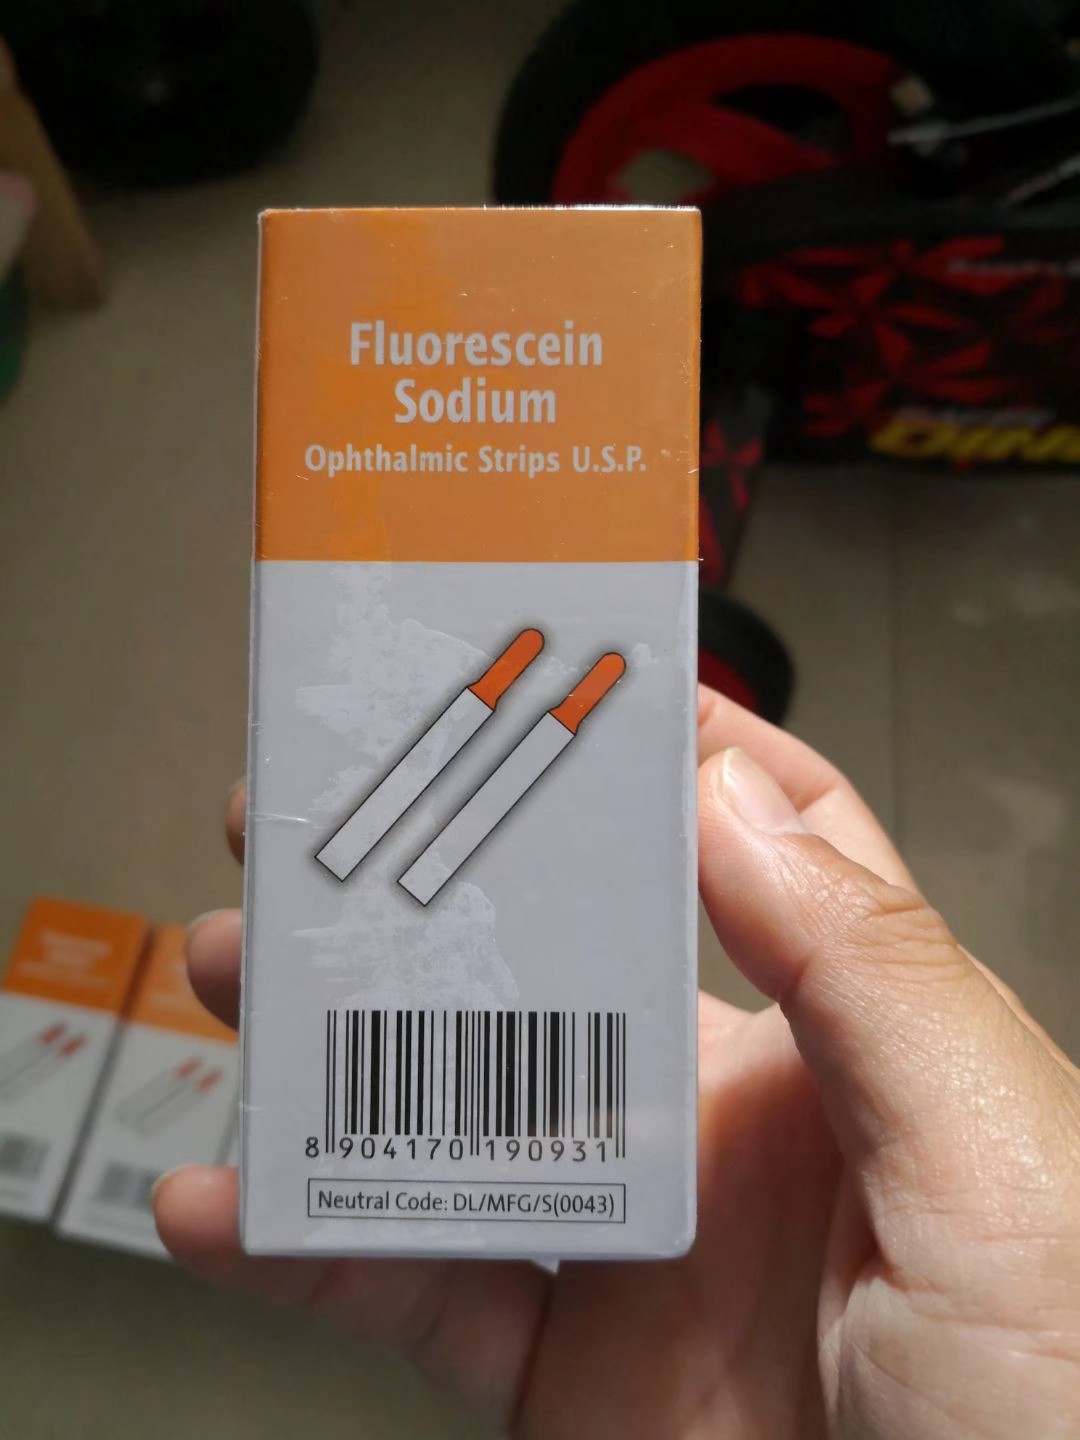 Fluorescein
Sodium
Ophthalmic Strips U.S.P.
8 904170 190931
Neutral Code: DL/MFG/S(0043)